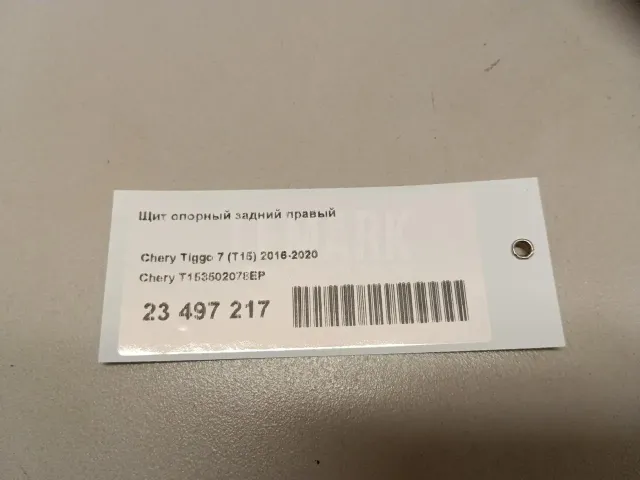 Щит опорный задний правый
Chery Tiggo 7 (T15) 2016-2020
Chery T153502078EP
23 497 217